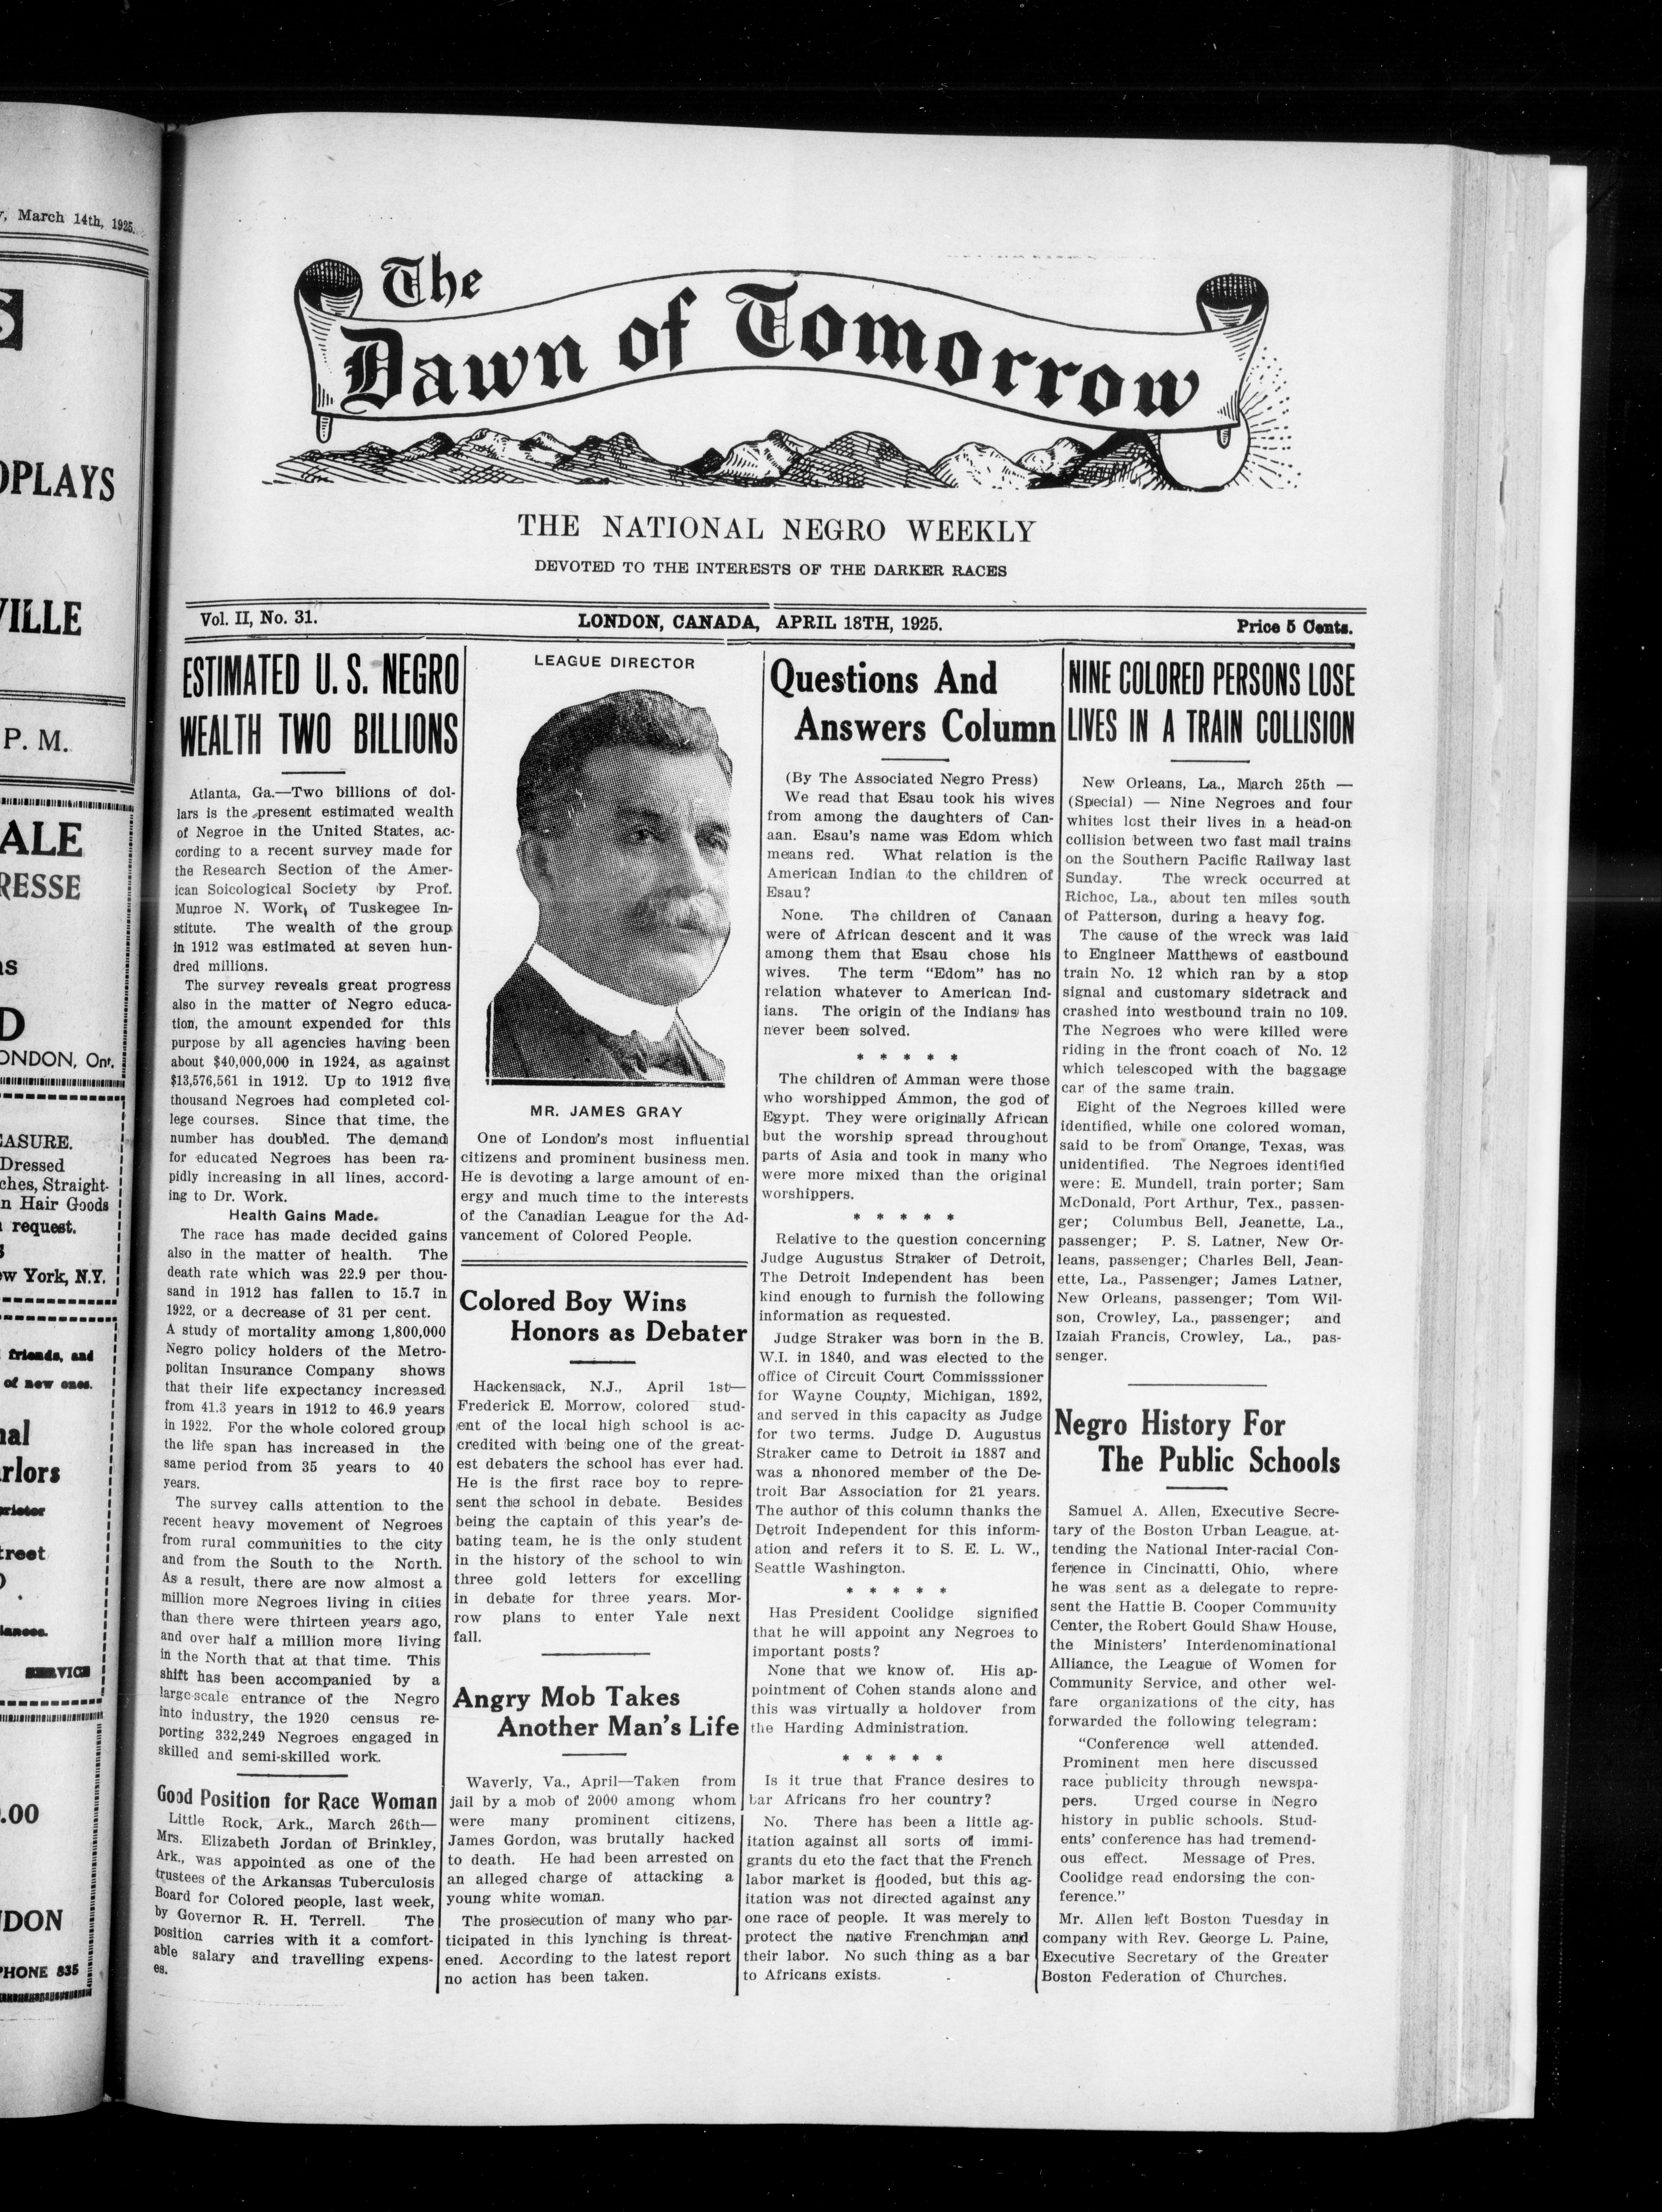 y, March 14th, 1925.
S
OPLAYS
VILLE
P. M.
ALE
RESSE
D
LONDON, Ont.
EASURE.
Dressed
ches, Straight-
n Hair Goods
request.
New York, N.Y.
friends, and
of new ones.
nal
rlors
prietor
treet
SERVICE
.00
NDON
PHONE 835
The
Dawn of Tomorrow
THE NATIONAL NEGRO WEEKLY
DEVOTED TO THE INTERESTS OF THE DARKER RACES
Vol. II, No. 31. LONDON, CANADA, APRIL 18TH, 1925. Price 5 Cents.
ESTIMATED U. S. NEGRO
WEALTH TWO BILLIONS
Atlanta, Ga.—Two billions of dol-
lars is the present estimated wealth
of Negroe in the United States, ac-
cording to a recent survey made for
the Research Section of the Amer-
ican Soicological Society by Prof.
Munroe N. Work, of Tuskegee In-
stitute. The wealth of the group
in 1912 was estimated at seven hun-
dred millions.
The survey reveals great progress
also in the matter of Negro educa-
tion, the amount expended for this
purpose by all agencies having been
about $40,000,000 in 1924, as against
$13,576,561 in 1912. Up to 1912 five
thousand Negroes had completed col-
lege courses. Since that time, the
number has doubled. The demand
for educated Negroes has been ra-
pidly increasing in all lines, accord-
ing to Dr. Work.
Health Gains Made.
The race has made decided gains
also in the matter of health. The
death rate which was 22.9 per thou-
sand in 1912 has fallen to 15.7 in
1922, or a decrease of 31 per cent.
A study of mortality among 1,800,000
Negro policy holders of the Metro-
politan Insurance Company shows
that their life expectancy increased
from 41.3 years in 1912 to 46.9 years
in 1922. For the whole colored group
the life span has increased in the
same period from 35 years to 40
years.
The survey calls attention to the
recent heavy movement of Negroes
from rural communities to the city
and from the South to the North.
As a result, there are now almost a
million more Negroes living in cities
than there were thirteen years ago,
and over half a million more living
in the North that at that time. This
shift has been accompanied by a
large-scale entrance of the Negro
into industry, the 1920 census re-
porting 332,249 Negroes engaged in
skilled and semi-skilled work.
Good Position for Race Woman
Little Rock, Ark., March 26th—
Mrs. Elizabeth Jordan of Brinkley,
Ark., was appointed as one of the
trustees of the Arkansas Tuberculosis
Board for Colored people, last week,
by Governor R. H. Terrell. The
position carries with it a comfort-
able salary and travelling expens-
es.
LEAGUE DIRECTOR
MR. JAMES GRAY
One of London's most influential
citizens and prominent business men.
He is devoting a large amount of en-
ergy and much time to the interests
of the Canadian League for the Ad-
vancement of Colored People.
Colored Boy Wins
Honors as Debater
Hackensack, N.J., April 1st—
Frederick E. Morrow, colored stud-
ent of the local high school is ac-
credited with being one of the great-
est debaters the school has ever had.
He is the first race boy to repre-
sent the school in debate. Besides
being the captain of this year's de-
bating team, he is the only student
in the history of the school to win
three gold letters for excelling
in debate for three years. Mor-
row plans to enter Yale next
fall.
Angry Mob Takes
Another Man's Life
Waverly, Va., April—Taken from
jail by a mob of 2000 among whom
were many prominent citizens,
James Gordon, was brutally hacked
to death. He had been arrested on
an alleged charge of attacking a
young white woman.
The prosecution of many who par-
ticipated in this lynching is threat-
ened. According to the latest report
no action has been taken.
Questions And
Answers Column
(By The Associated Negro Press)
We read that Esau took his wives
from among the daughters of Can-
aan. Esau's name was Edom which
means red. What relation is the
American Indian to the children of
Esau?
None. The children of Canaan
were of African descent and it was
among them that Esau chose his
wives. The term "Edom" has no
relation whatever to American Ind-
ians. The origin of the Indians has
never been solved.
* * * * *
The children of Amman were those
who worshipped Ammon, the god of
Egypt. They were originally African
but the worship spread throughout
parts of Asia and took in many who
were more mixed than the original
worshippers.
* * * * *
Relative to the question concerning
Judge Augustus Straker of Detroit,
The Detroit Independent has been
kind enough to furnish the following
information as requested.
Judge Straker was born in the B.
W.I. in 1840, and was elected to the
office of Circuit Court Commisssioner
for Wayne County, Michigan, 1892,
and served in this capacity as Judge
for two terms. Judge D. Augustus
Straker came to Detroit in 1887 and
was a nhonored member of the De-
troit Bar Association for 21 years.
The author of this column thanks the
Detroit Independent for this inform-
ation and refers it to S. E. L. W.,
Seattle Washington.
* * * * *
Has President Coolidge signified
that he will appoint any Negroes to
important posts?
None that we know of. His ap-
pointment of Cohen stands alone and
this was virtually a holdover from
the Harding Administration.
* * * * *
Is it true that France desires to
bar Africans fro her country?
No. There has been a little ag-
itation against all sorts of immi-
grants du eto the fact that the French
labor market is flooded, but this ag-
itation was not directed against any
one race of people. It was merely to
protect the native Frenchman and
their labor. No such thing as a bar
to Africans exists.
NINE COLORED PERSONS LOSE
LIVES IN A TRAIN COLLISION
New Orleans, La., March 25th —
(Special) — Nine Negroes and four
whities lost their lives in a head-on
collision between two fast mail trains
on the Southern Pacific Railway last
Sunday. The wreck occurred at
Richoc, La., about ten miles south
of Patterson, during a heavy fog.
The cause of the wreck was laid
to Engineer Matthews of eastbound
train No. 12 which ran by a stop
signal and customary sidetrack and
crashed into westbound train no 109.
The Negroes who were killed were
riding in the front coach of No. 12
which telescoped with the baggage
car of the same train.
Eight of the Negroes killed were
identified, while one colored woman,
said to be from Orange, Texas, was
unidentified. The Negroes identified
were: E. Mundell, train porter; Sam
McDonald, Port Arthur, Tex., passen-
ger; Columbus Bell, Jeanette, La.,
passenger; P. S. Latner, New Or-
leans, passenger; Charles Bell, Jean-
ette, La., Passenger; James Latner,
New Orleans, passenger; Tom Wil-
son, Crowley, La., passenger; and
Izaiah Francis, Crowley, La., pas-
senger.
Negro History For
The Public Schools
Samuel A. Allen, Executive Secre-
tary of the Boston Urban League, at-
tending the National Inter-racial Con-
ference in Cincinatti, Ohio, where
he was sent as a delegate to repre-
sent the Hattie B. Cooper Community
Center, the Robert Gould Shaw House,
the Ministers' Interdenominational
Alliance, the League of Women for
Community Service, and other wel-
fare organizations of the city, has
forwarded the following telegram:
"Conference well attended.
Prominent men here discussed
race publicity through newspa-
pers. Urged course in Negro
history in public schools. Stud-
ents' conference has had tremend-
ous effect. Message of Pres.
Coolidge read endorsing the con-
ference."
Mr. Allen left Boston Tuesday in
company with Rev. George L. Paine,
Executive Secretary of the Greater
Boston Federation of Churches.